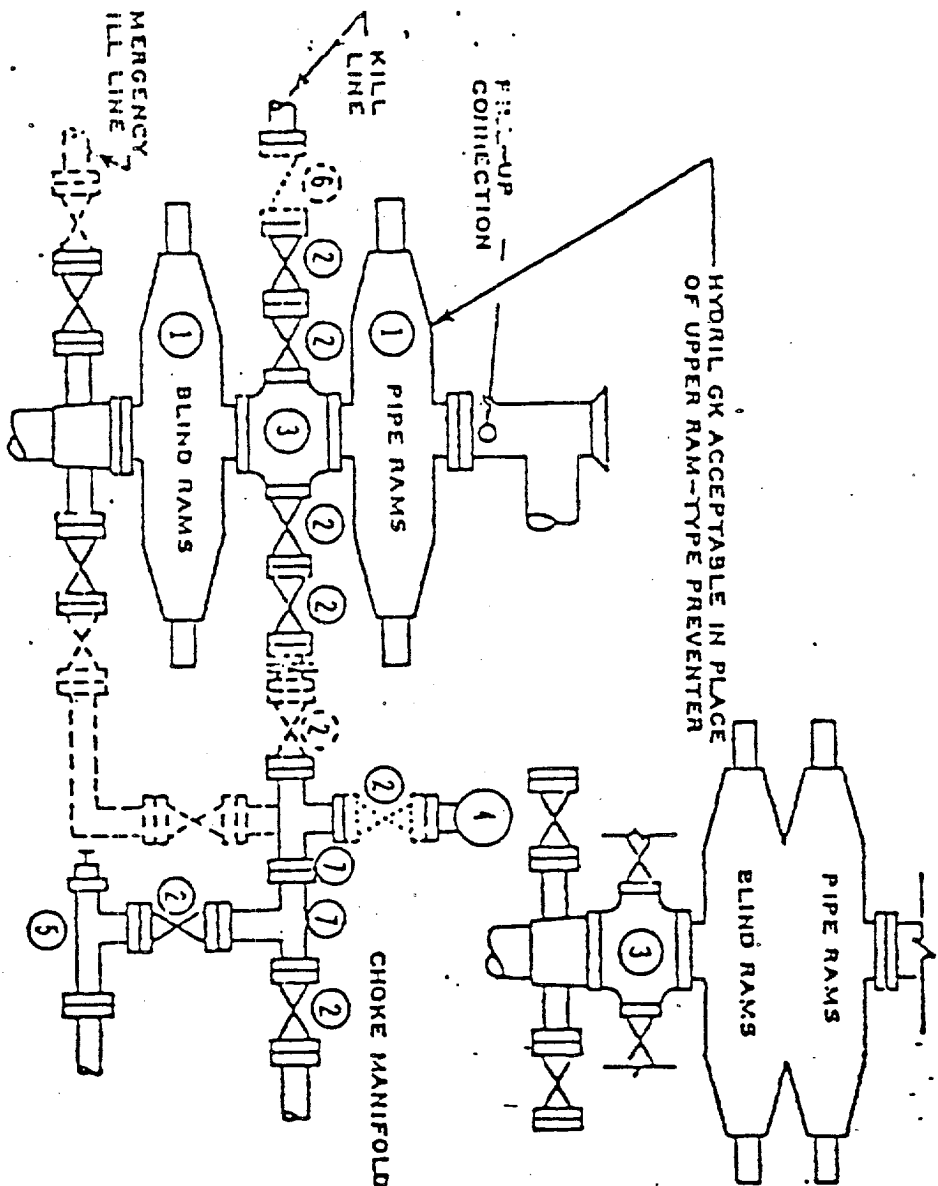 HYDRIL GK ACCEPTABLE IN PLACE
OF UPPER RAM-TYPE PREVENTER
-UP
CONNECTION
KILL
LINE
MERGENCY
ILL LINE
PIPE RAMS
1
BLIND RAMS
1
6
2
2
3
2
2
2
2
4
7
7
2
2
5
CHOKE MANIFOLD
PIPE RAMS
BLIND RAMS
3